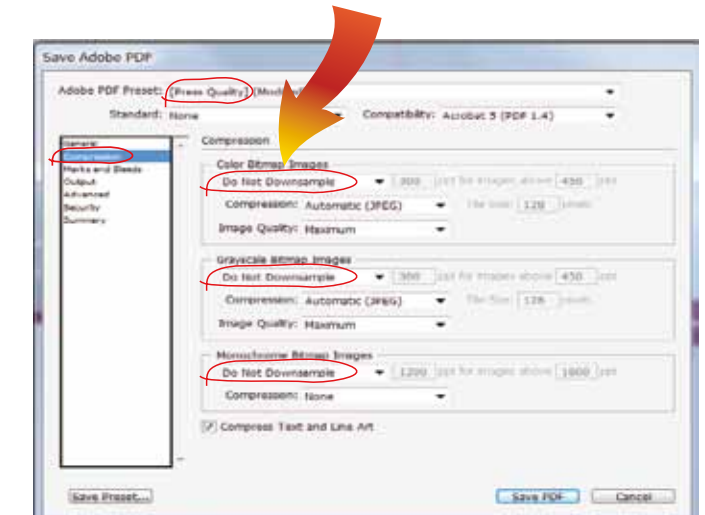 Save Adobe PDF
Adobe PDF Preset: [Press Quality]
Standard: None Compatibility: Acrobat 5 (PDF 1.4)
General
Compression
Marks and Bleeds
Output
Advanced
Security
Summary
Compression
Color Bitmap Images
Do Not Downsample 300 ppi for images above: 450 ppi
Compression: Automatic (JPEG) Tile Size: 128 pixels
Image Quality: Maximum
Grayscale Bitmap Images
Do Not Downsample 300 ppi for images above: 450 ppi
Compression: Automatic (JPEG) Tile Size: 128 pixels
Image Quality: Maximum
Monochrome Bitmap Images
Do Not Downsample 1200 ppi for images above: 1800 ppi
Compression: None
Compress Text and Line Art
Save Preset... Save PDF Cancel